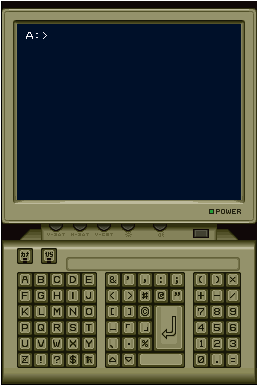 A:>
POWER
A B C D E & ' , : ; ( ) ×
F G H I J < > # @ " + - /
K L M N O [ ] © 7 8 9
P Q R S T 「 」 4 5 6
U V W X Y 、 。 % 1 2 3
Z ! ? $ 0 . =